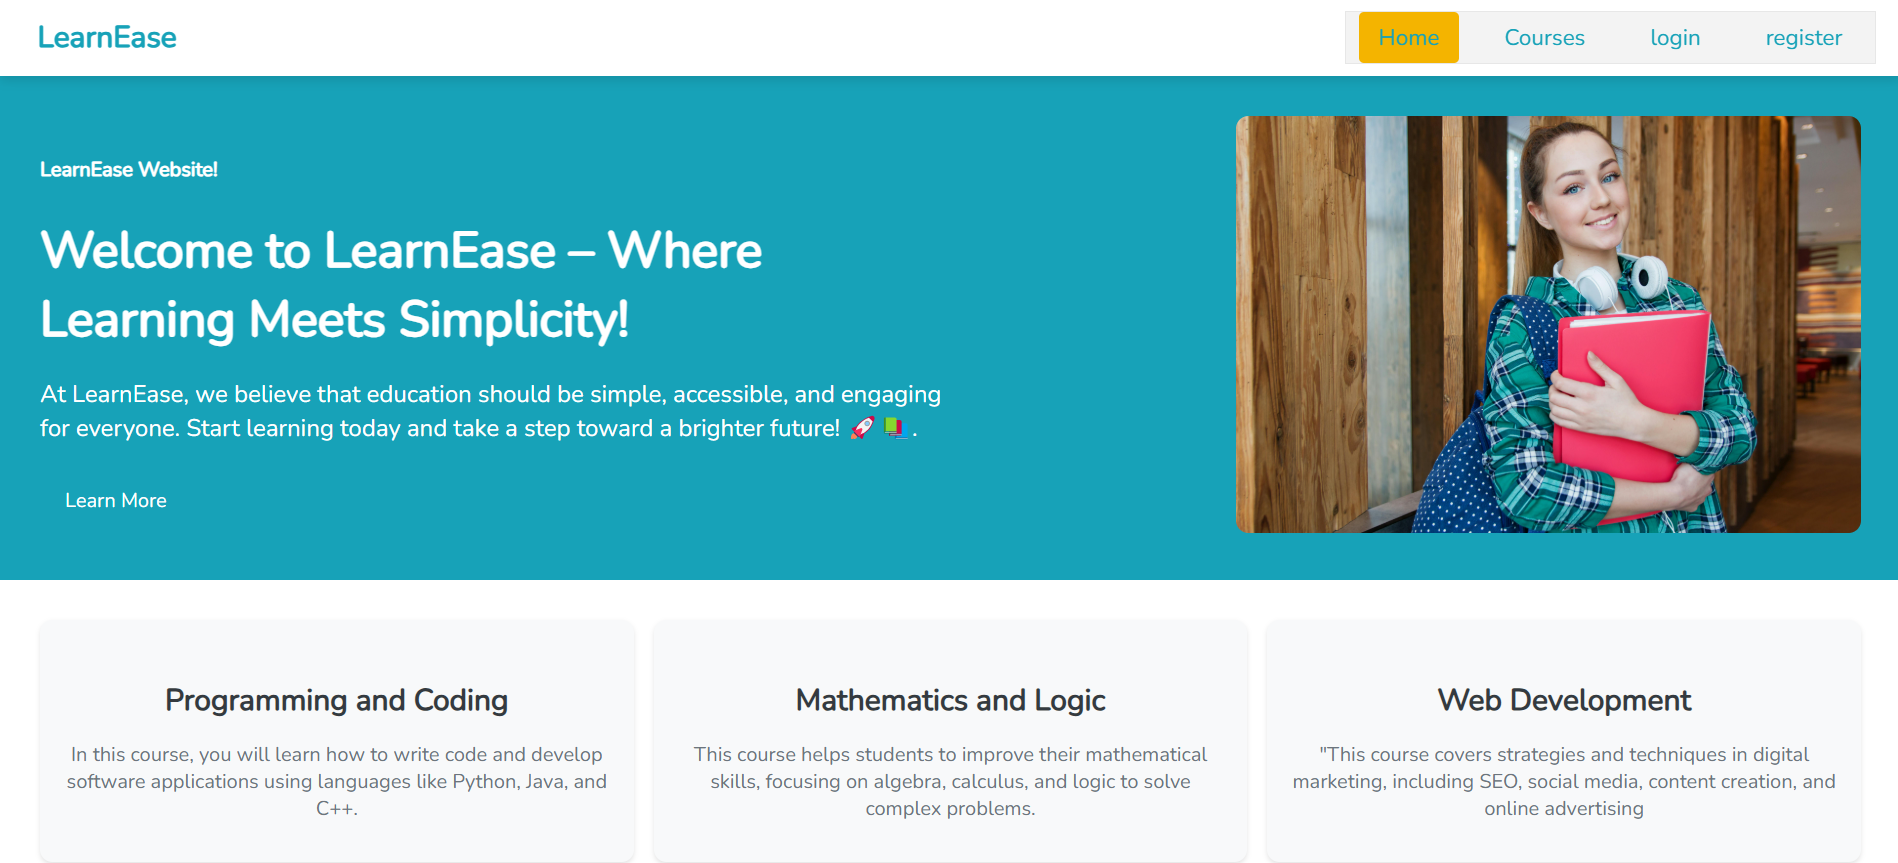 LearnEase
Home Courses login register
LearnEase Website!
Welcome to LearnEase – Where
Learning Meets Simplicity!
At LearnEase, we believe that education should be simple, accessible, and engaging
for everyone. Start learning today and take a step toward a brighter future! 🚀📗.
Learn More
Programming and Coding
In this course, you will learn how to write code and develop
software applications using languages like Python, Java, and
C++.
Mathematics and Logic
This course helps students to improve their mathematical
skills, focusing on algebra, calculus, and logic to solve
complex problems.
Web Development
"This course covers strategies and techniques in digital
marketing, including SEO, social media, content creation, and
online advertising